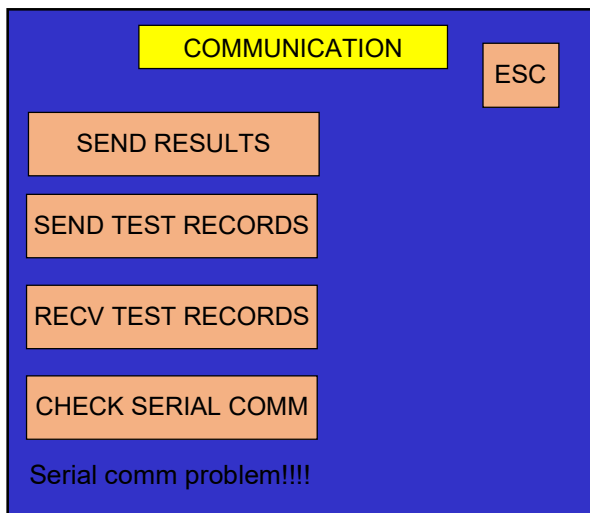 COMMUNICATION
ESC
SEND RESULTS
SEND TEST RECORDS
RECV TEST RECORDS
CHECK SERIAL COMM
Serial comm problem!!!!